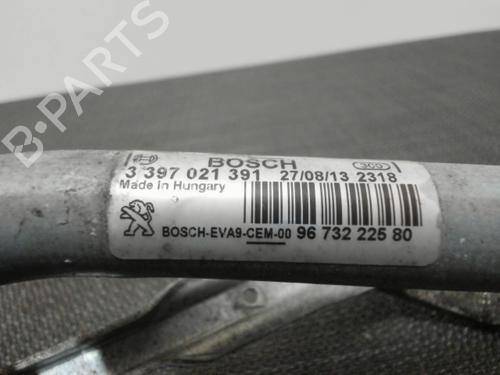 B-PARTS
BOSCH 309
3 397 021 391 27/08/13 2318
Made in Hungary
BOSCH-EVA9-CEM-00 96 732 225 80